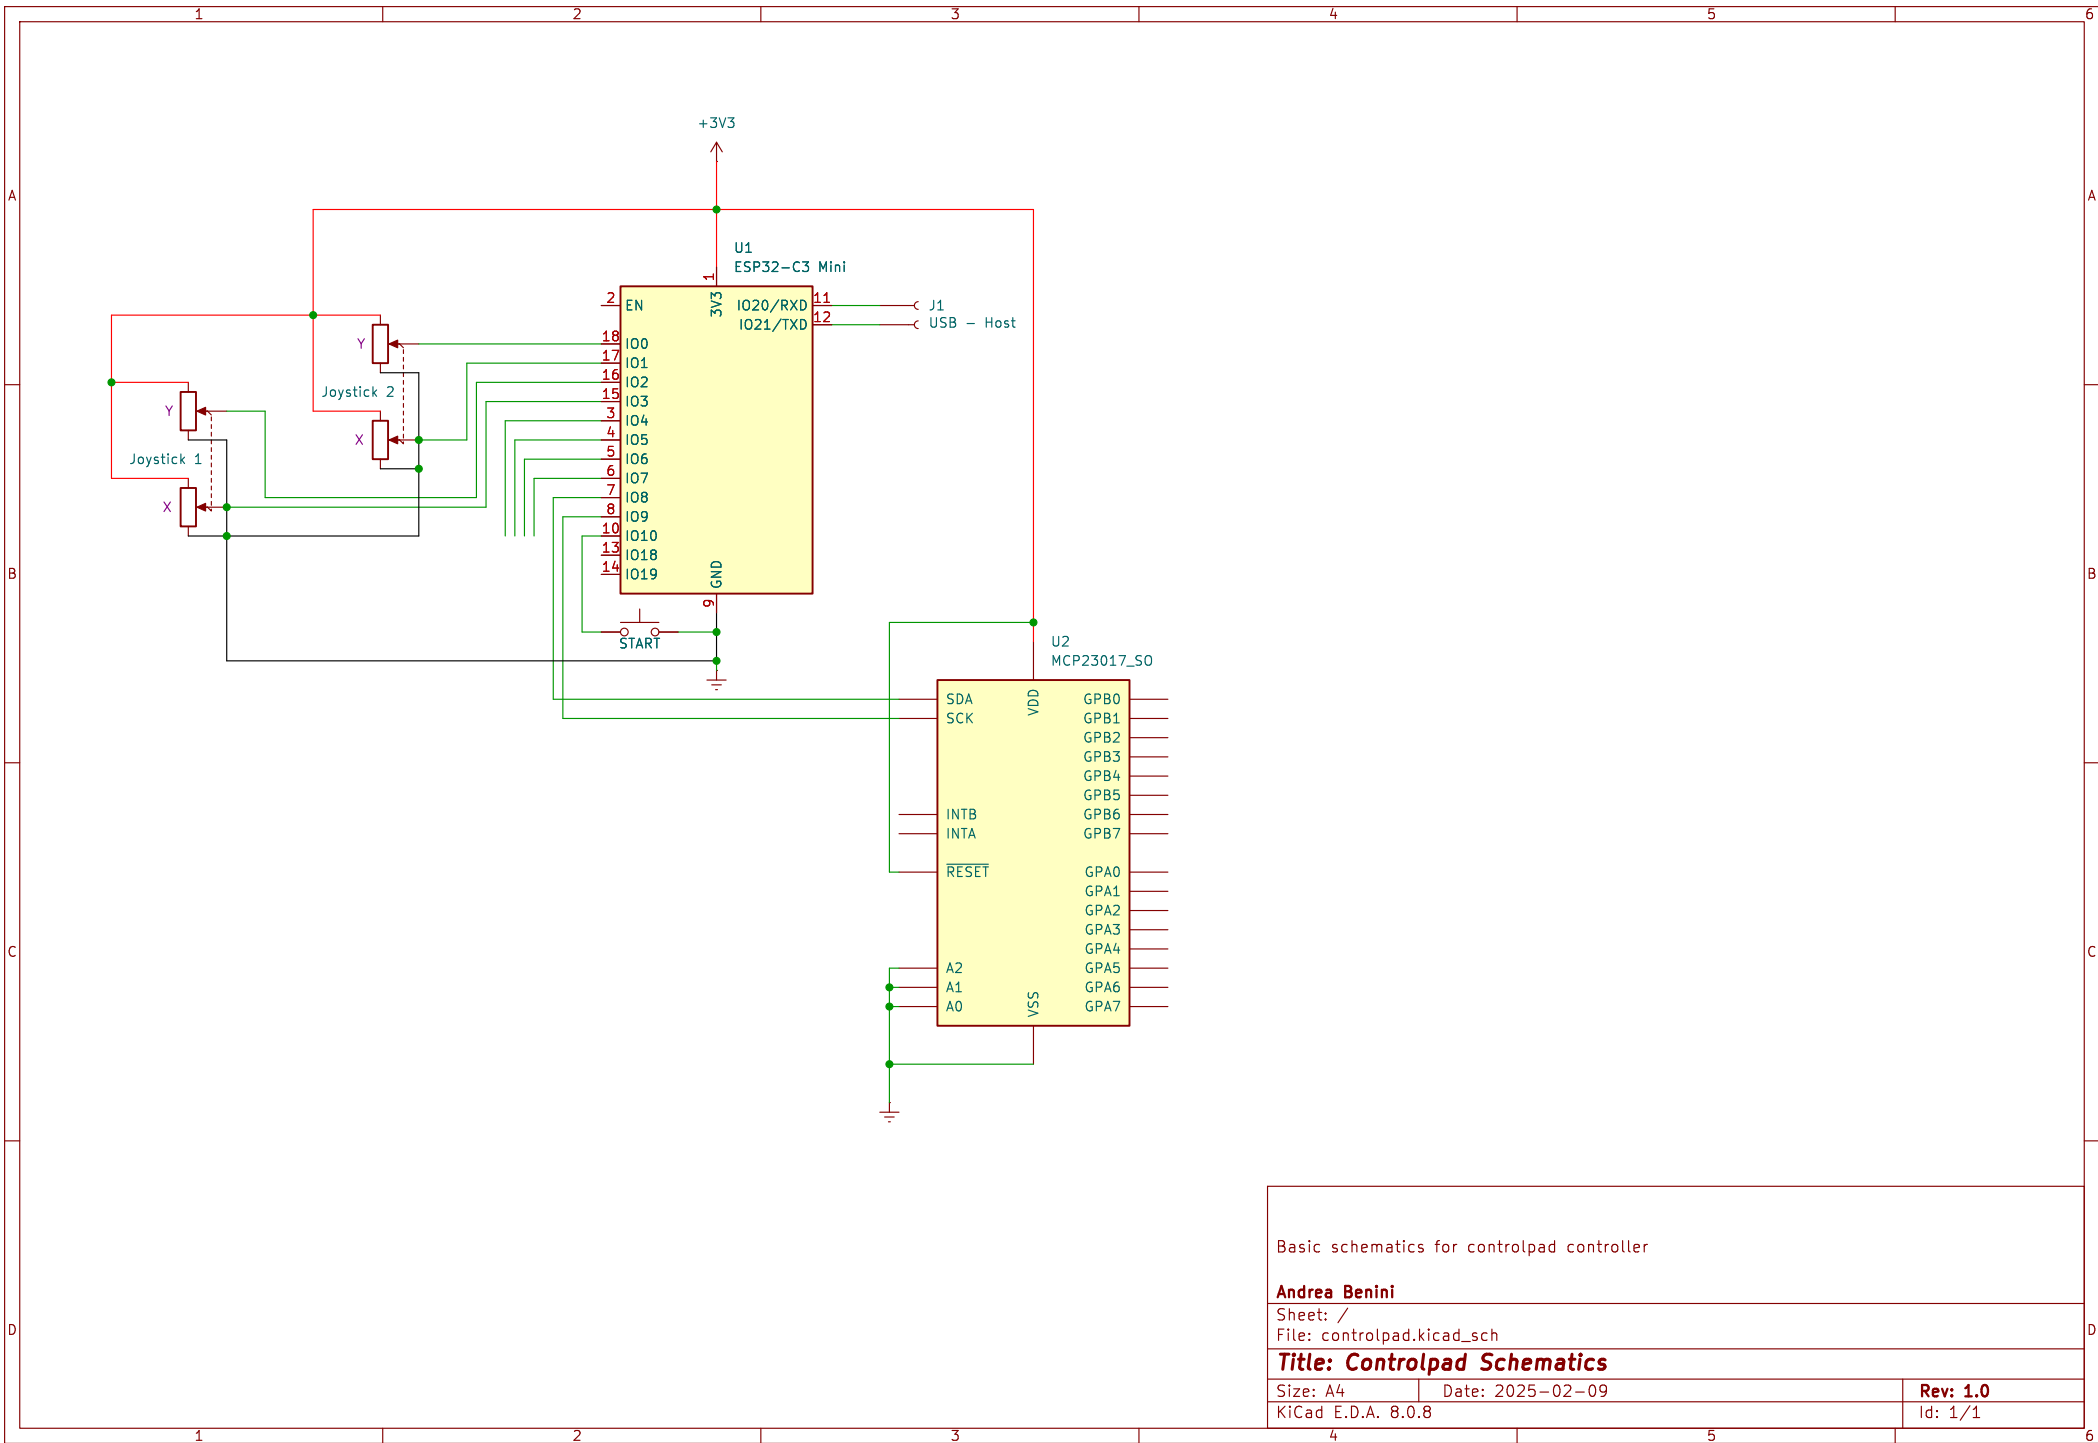 1 2 3 4 5 6
A A
B B
C C
D D
+3V3
U1
ESP32-C3 Mini
1
3V3
2 EN
18 IO0
17 IO1
16 IO2
15 IO3
3 IO4
4 IO5
5 IO6
6 IO7
7 IO8
8 IO9
10 IO10
13 IO18
14 IO19
IO20/RXD 11
IO21/TXD 12
GND
9
J1
USB - Host
Y
Joystick 2
X
Y
Joystick 1
X
START
U2
MCP23017_SO
VDD
SDA
SCK
INTB
INTA
RESET
A2
A1
A0
VSS
GPB0
GPB1
GPB2
GPB3
GPB4
GPB5
GPB6
GPB7
GPA0
GPA1
GPA2
GPA3
GPA4
GPA5
GPA6
GPA7
Basic schematics for controlpad controller
Andrea Benini
Sheet: /
File: controlpad.kicad_sch
Title: Controlpad Schematics
Size: A4 Date: 2025-02-09 Rev: 1.0
KiCad E.D.A. 8.0.8 Id: 1/1
1 2 3 4 5 6